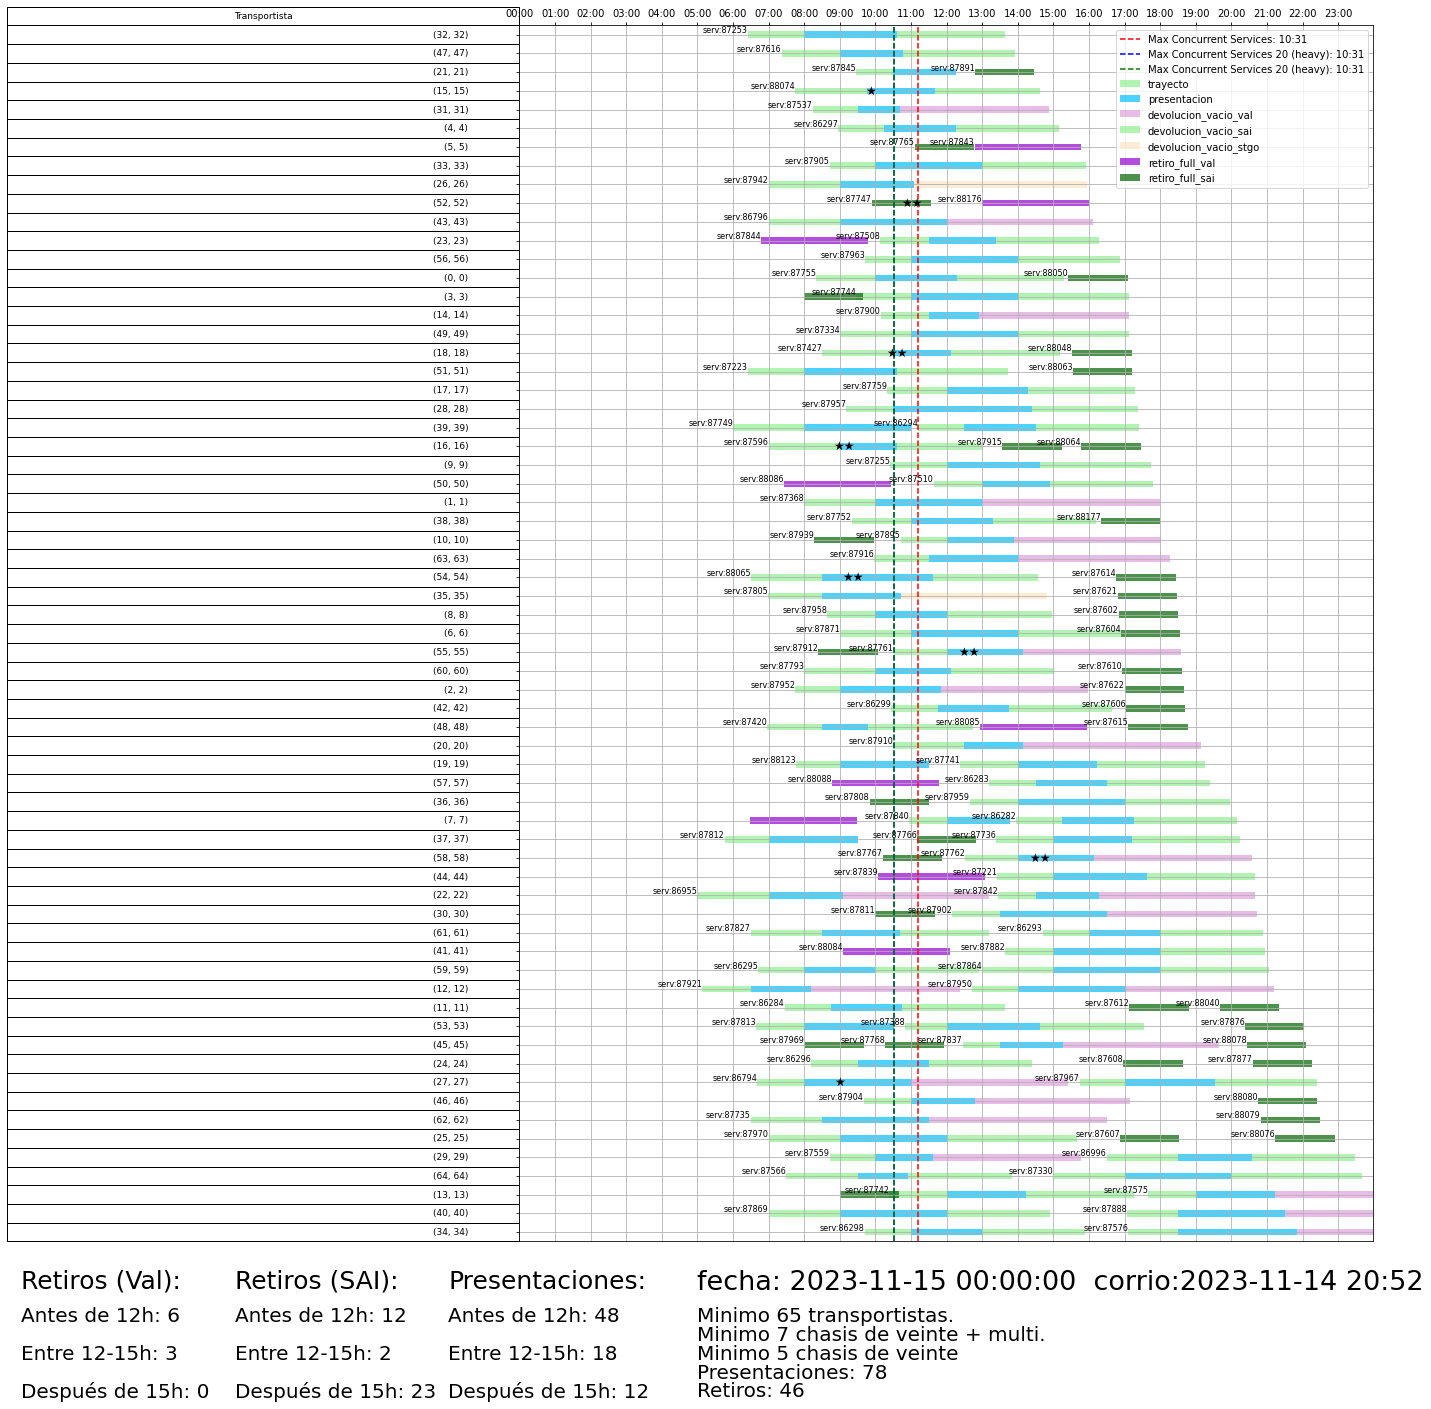 Transportista
00:00 01:00 02:00 03:00 04:00 05:00 06:00 07:00 08:00 09:00 10:00 11:00 12:00 13:00 14:00 15:00 16:00 17:00 18:00 19:00 20:00 21:00 22:00 23:00
Max Concurrent Services: 10:31
Max Concurrent Services 20 (heavy): 10:31
Max Concurrent Services 20 (heavy): 10:31
trayecto
presentacion
devolucion_vacio_val
devolucion_vacio_sai
devolucion_vacio_stgo
retiro_full_val
retiro_full_sai
(32, 32) serv:87253
(47, 47) serv:87616
(21, 21) serv:87845 serv:87891
(15, 15) serv:88074
(31, 31) serv:87537
(4, 4) serv:86297
(5, 5) serv:87765 serv:87843
(33, 33) serv:87905
(26, 26) serv:87942
(52, 52) serv:87747 serv:88176
(43, 43) serv:86796
(23, 23) serv:87844 serv:87508
(56, 56) serv:87963
(0, 0) serv:87755 serv:88050
(3, 3) serv:87744
(14, 14) serv:87900
(49, 49) serv:87334
(18, 18) serv:87427 serv:88048
(51, 51) serv:87223 serv:88063
(17, 17) serv:87759
(28, 28) serv:87957
(39, 39) serv:87749 serv:86294
(16, 16) serv:87596 serv:87915 serv:88064
(9, 9) serv:87255
(50, 50) serv:88086 serv:87510
(1, 1) serv:87368
(38, 38) serv:87752 serv:88177
(10, 10) serv:87939 serv:87895
(63, 63) serv:87916
(54, 54) serv:88065 serv:87614
(35, 35) serv:87805 serv:87621
(8, 8) serv:87958 serv:87602
(6, 6) serv:87871 serv:87604
(55, 55) serv:87912 serv:87761
(60, 60) serv:87793 serv:87610
(2, 2) serv:87952 serv:87622
(42, 42) serv:86299 serv:87606
(48, 48) serv:87420 serv:88085 serv:87615
(20, 20) serv:87910
(19, 19) serv:88123 serv:87741
(57, 57) serv:88088 serv:86283
(36, 36) serv:87808 serv:87959
(7, 7) serv:87840 serv:86282
(37, 37) serv:87812 serv:87766 serv:87736
(58, 58) serv:87767 serv:87762
(44, 44) serv:87839 serv:87221
(22, 22) serv:86955 serv:87842
(30, 30) serv:87811 serv:87902
(61, 61) serv:87827 serv:86293
(41, 41) serv:88084 serv:87882
(59, 59) serv:86295 serv:87864
(12, 12) serv:87921 serv:87950
(11, 11) serv:86284 serv:87612 serv:88040
(53, 53) serv:87813 serv:87388 serv:87876
(45, 45) serv:87969 serv:87768 serv:87837 serv:88078
(24, 24) serv:86296 serv:87608 serv:87877
(27, 27) serv:86794 serv:87967
(46, 46) serv:87904 serv:88080
(62, 62) serv:87735 serv:88079
(25, 25) serv:87970 serv:87607 serv:88076
(29, 29) serv:87559 serv:86996
(64, 64) serv:87566 serv:87330
(13, 13) serv:87742 serv:87575
(40, 40) serv:87869 serv:87888
(34, 34) serv:86298 serv:87576
Retiros (Val):
Antes de 12h: 6
Entre 12-15h: 3
Después de 15h: 0
Retiros (SAI):
Antes de 12h: 12
Entre 12-15h: 2
Después de 15h: 23
Presentaciones:
Antes de 12h: 48
Entre 12-15h: 18
Después de 15h: 12
fecha: 2023-11-15 00:00:00 corrio:2023-11-14 20:52
Minimo 65 transportistas.
Minimo 7 chasis de veinte + multi.
Minimo 5 chasis de veinte
Presentaciones: 78
Retiros: 46